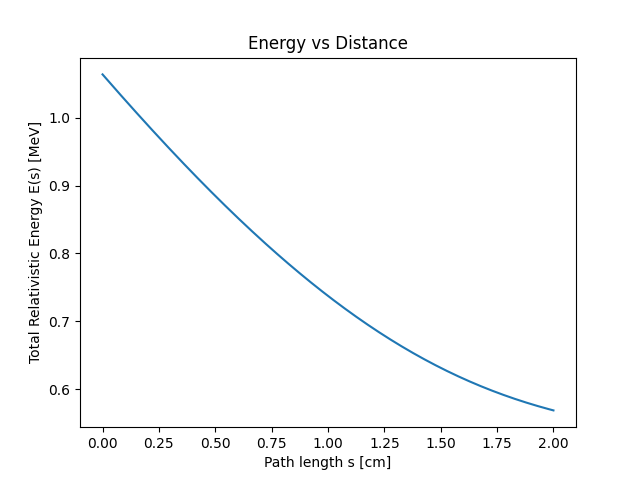 Energy vs Distance
Total Relativistic Energy E(s) [MeV]
1.0
0.9
0.8
0.7
0.6
0.00 0.25 0.50 0.75 1.00 1.25 1.50 1.75 2.00
Path length s [cm]